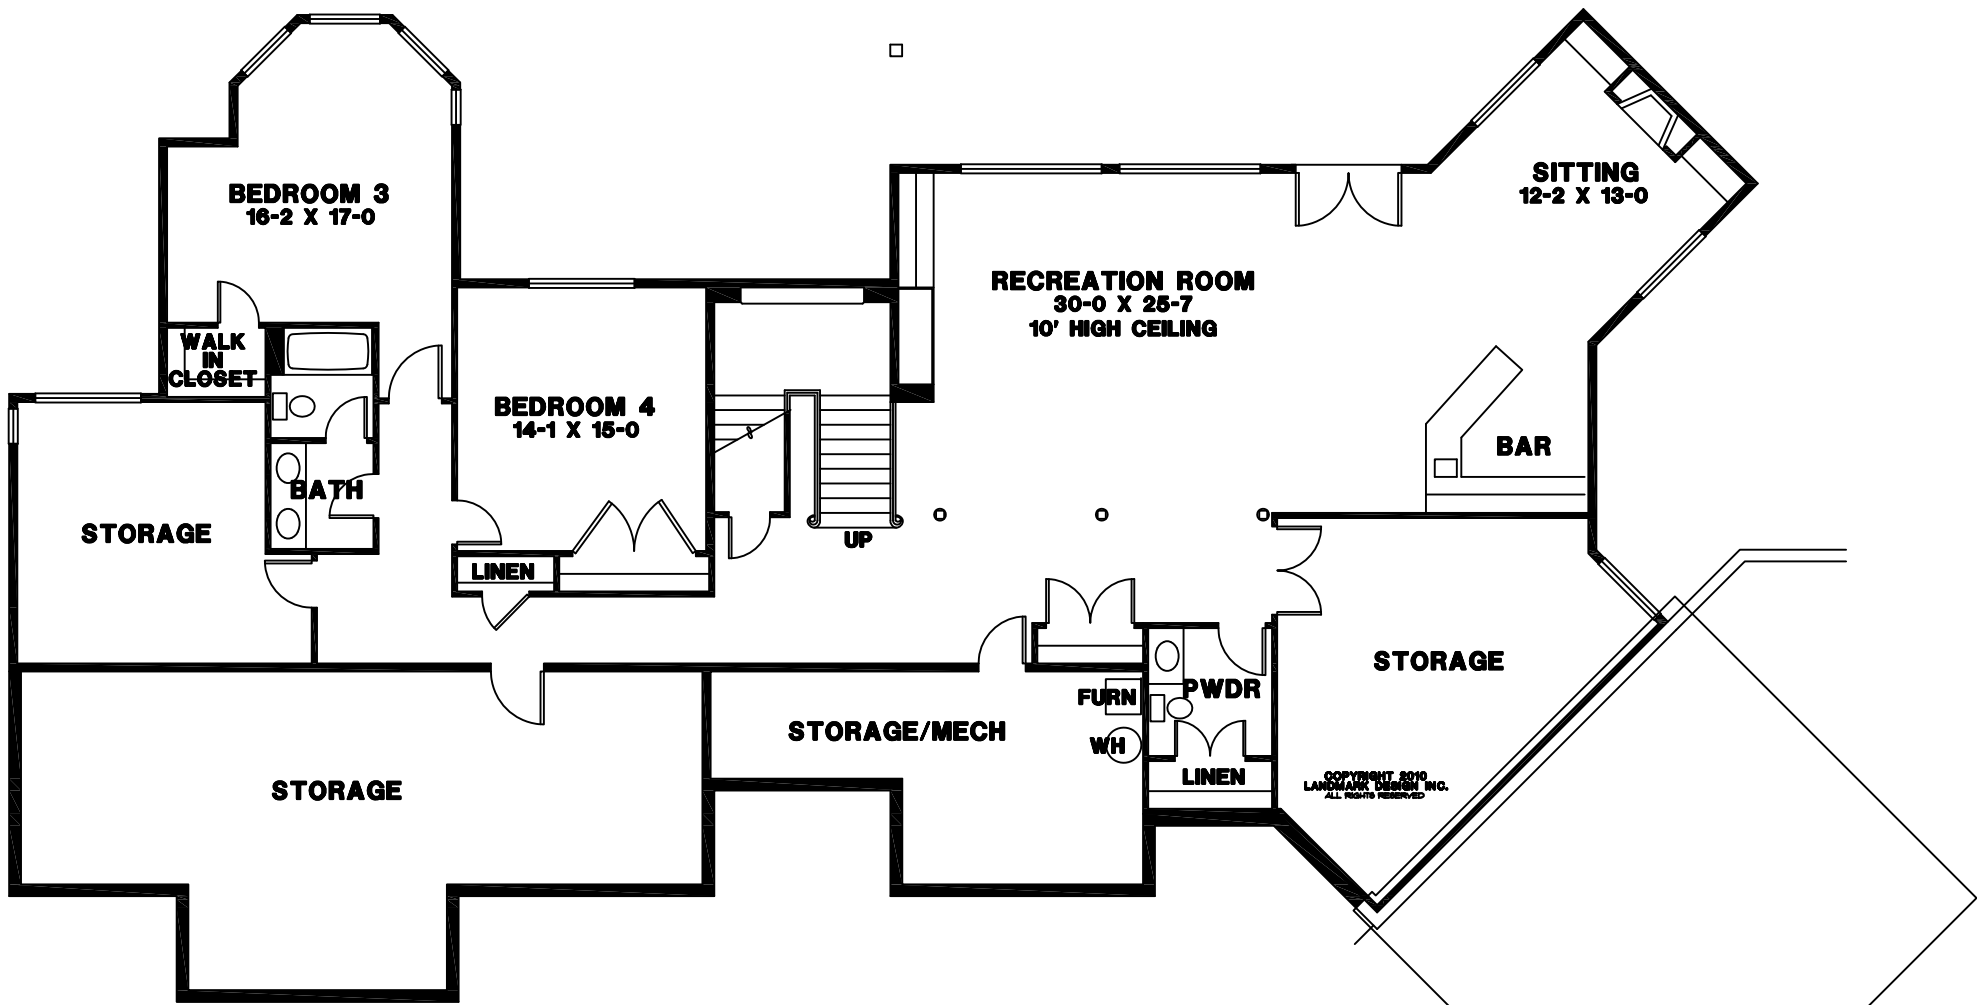 SITTING
12-2 X 13-0
BEDROOM 3
16-2 X 17-0
RECREATION ROOM
30-0 X 25-7
10' HIGH CEILING
WALK
IN
CLOSET
BEDROOM 4
14-1 X 15-0
BAR
BATH
STORAGE
UP
LINEN
STORAGE
FURN
PWDR
STORAGE/MECH
WH
LINEN
STORAGE
COPYRIGHT 2010
LANDMARK DESIGN INC.
ALL RIGHTS RESERVED